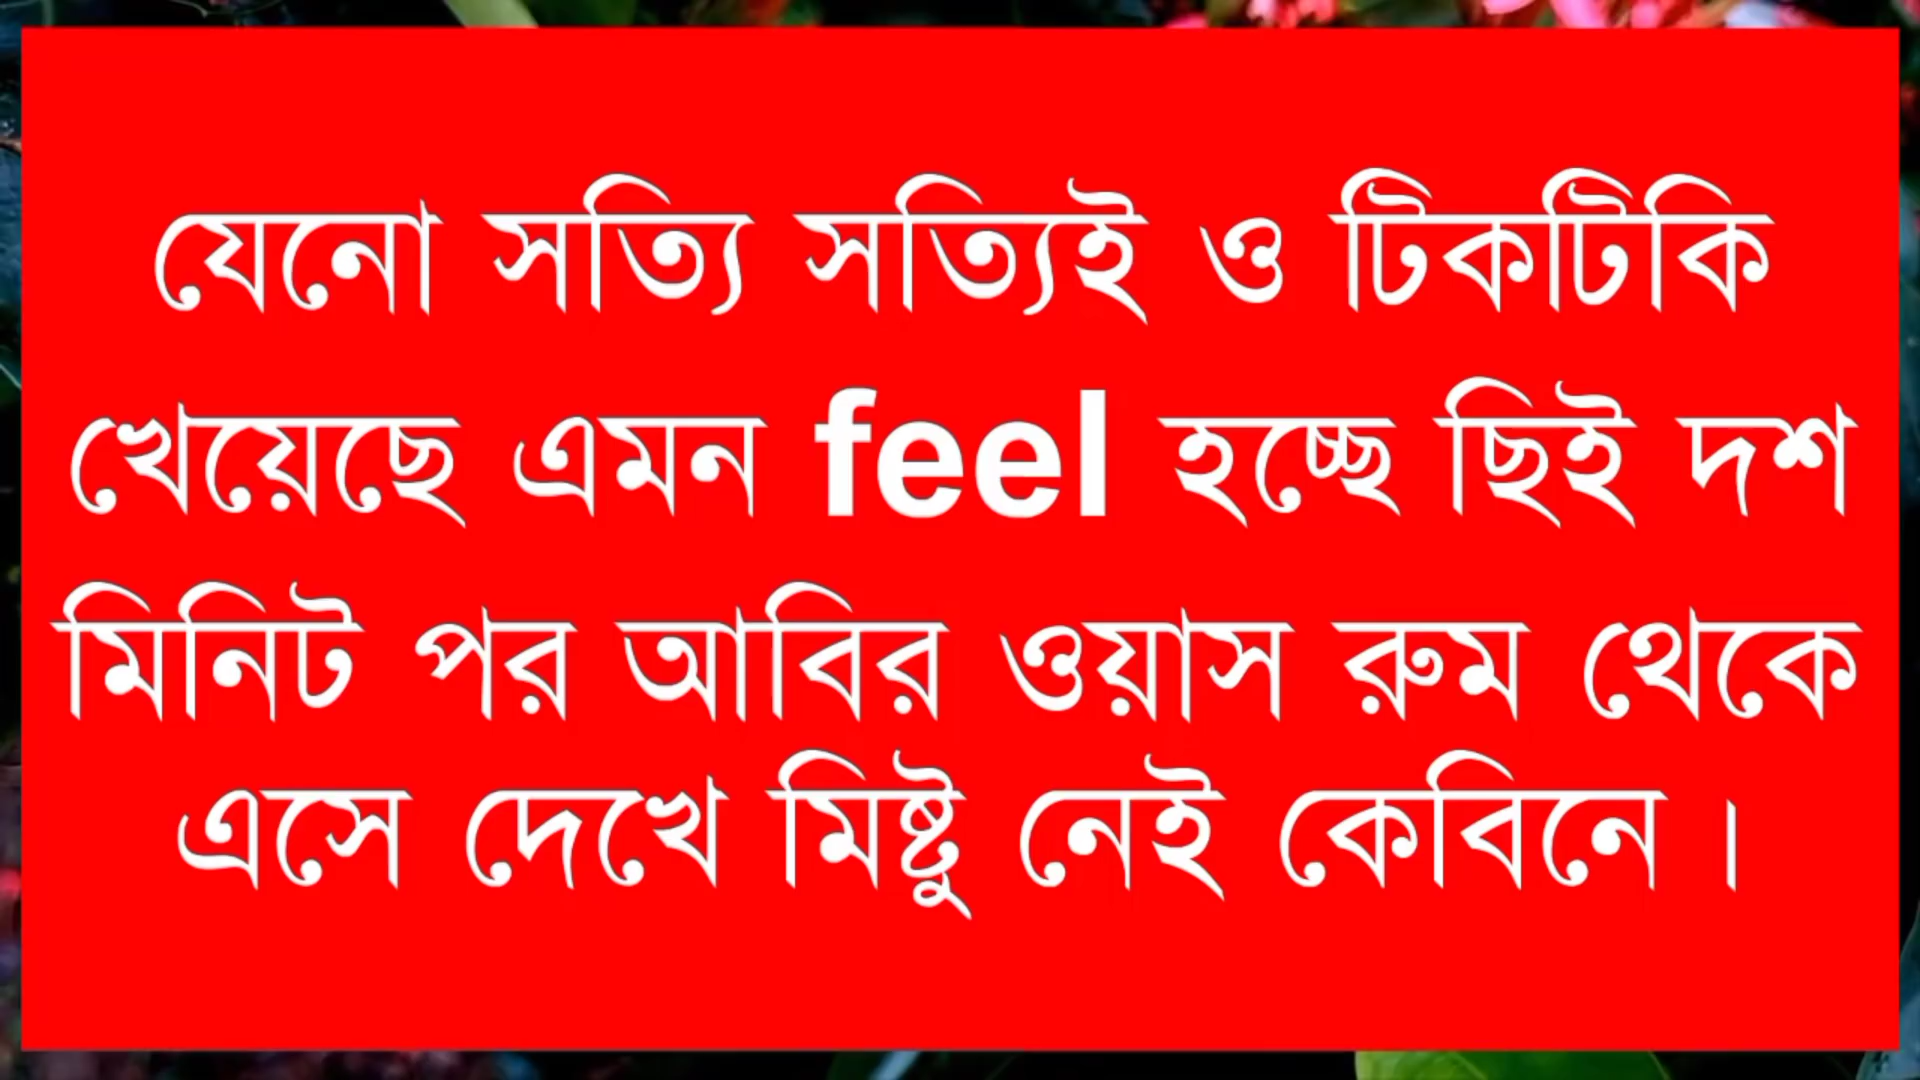 যেনো সত্যি সত্যিই ও টিকটিকি
খেয়েছে এমন feel হচ্ছে ছিই দশ
মিনিট পর আবির ওয়াস রুম থেকে
এসে দেখে মিষ্টু নেই কেবিনে ।